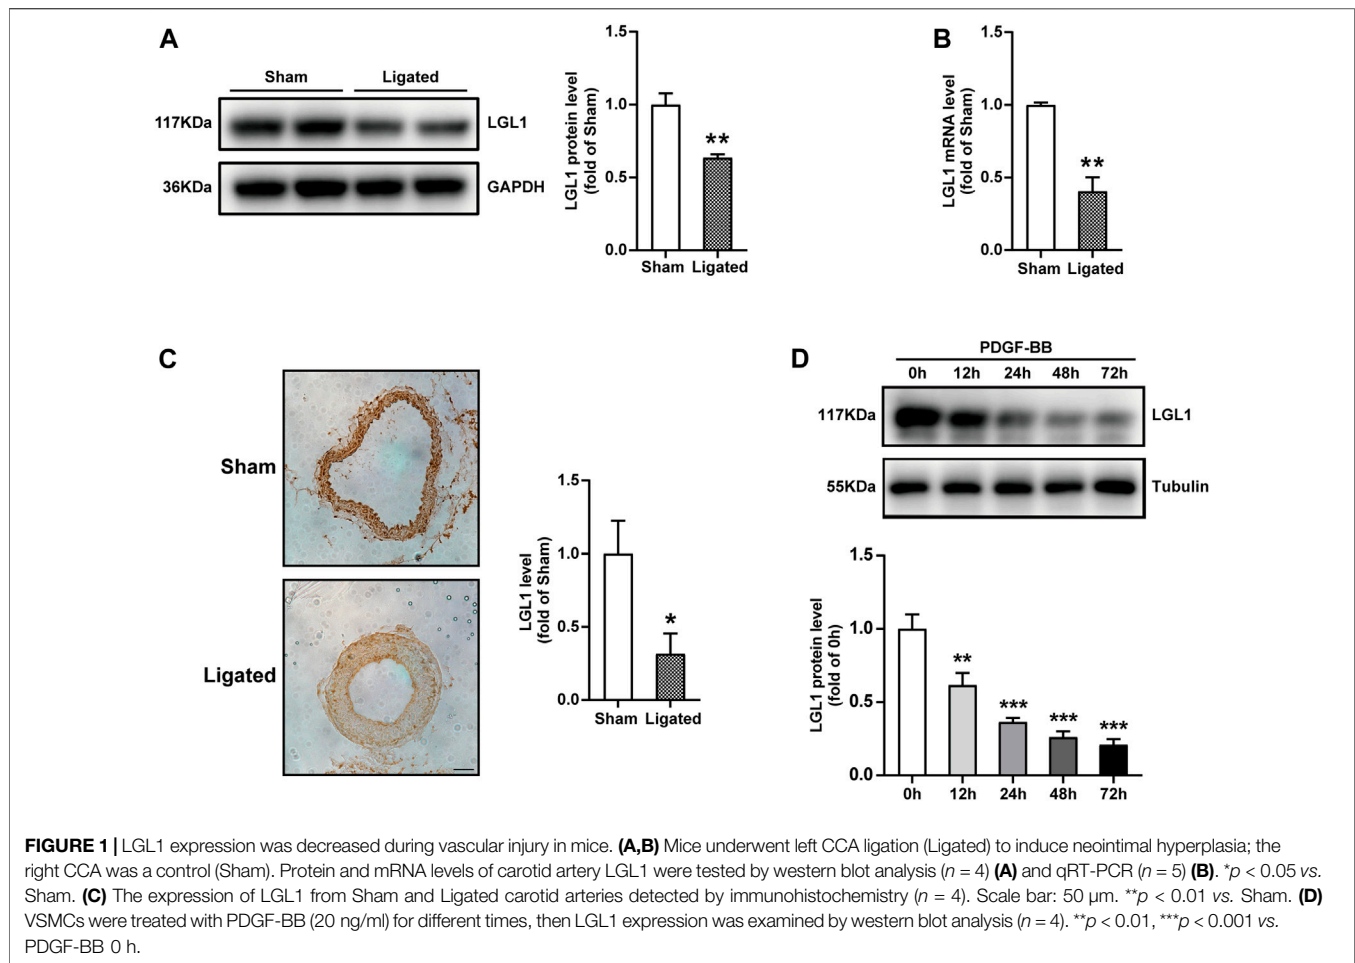 A
Sham Ligated
117KDa LGL1
36KDa GAPDH
LGL1 protein level
(fold of Sham)
1.5
1.0
0.5
0.0
**
Sham Ligated
B
LGL1 mRNA level
(fold of Sham)
1.5
1.0
0.5
0.0
**
Sham Ligated
C
Sham
Ligated
LGL1 level
(fold of Sham)
1.5
1.0
0.5
0.0
*
Sham Ligated
D
PDGF-BB
0h 12h 24h 48h 72h
117KDa LGL1
55KDa Tubulin
LGL1 protein level
(fold of 0h)
1.5
1.0
0.5
0.0
** *** *** ***
0h 12h 24h 48h 72h
FIGURE 1 | LGL1 expression was decreased during vascular injury in mice. (A,B) Mice underwent left CCA ligation (Ligated) to induce neointimal hyperplasia; the
right CCA was a control (Sham). Protein and mRNA levels of carotid artery LGL1 were tested by western blot analysis (n = 4) (A) and qRT-PCR (n = 5) (B). *p < 0.05 vs.
Sham. (C) The expression of LGL1 from Sham and Ligated carotid arteries detected by immunohistochemistry (n = 4). Scale bar: 50 µm. **p < 0.01 vs. Sham. (D)
VSMCs were treated with PDGF-BB (20 ng/ml) for different times, then LGL1 expression was examined by western blot analysis (n = 4). **p < 0.01, ***p < 0.001 vs.
PDGF-BB 0 h.